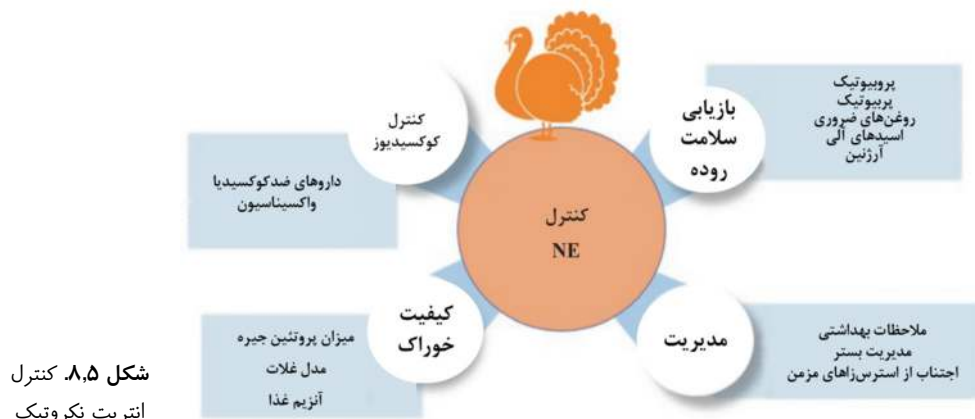 بازیابی
سلامت
روده
پروبیوتیک
پریبوتیک
روغن‌های ضروری
اسیدهای آلی
آرژنین
کنترل
کوکسیدیوز
داروهای ضدکوکسیدیا
واکسیناسیون
کنترل
NE
مدیریت
ملاحظات بهداشتی
مدیریت بستر
اجتناب از استرس‌زاهای مزمن
کیفیت
خوراک
میزان پروتئین جیره
مدل غلات
آنزیم غذا
شکل ۸٫۵. کنترل
انتریت نکروتیک